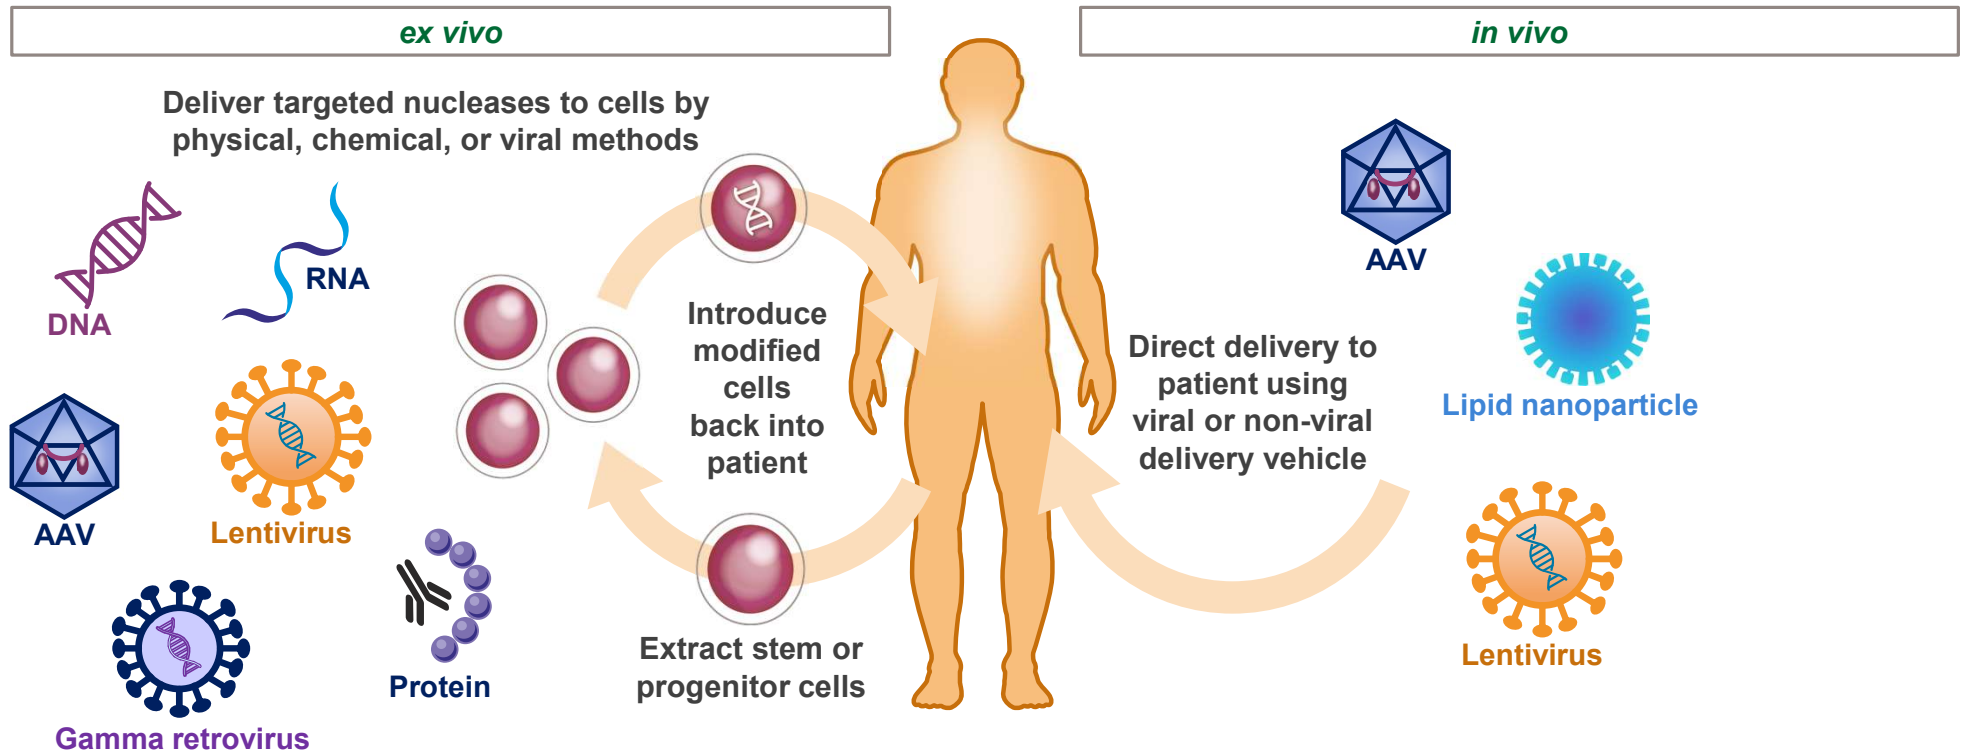 ex vivo
in vivo
Deliver targeted nucleases to cells by
physical, chemical, or viral methods
DNA
RNA
AAV
Lentivirus
Gamma retrovirus
Protein
Introduce
modified
cells
back into
patient
Extract stem or
progenitor cells
Direct delivery to
patient using
viral or non-viral
delivery vehicle
AAV
Lipid nanoparticle
Lentivirus